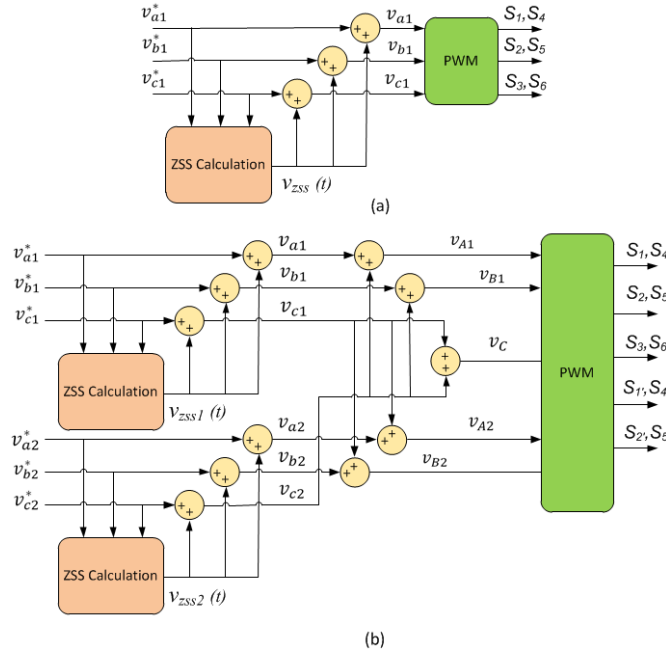 v*a1 va1 S1,S4
v*b1 vb1 PWM S2,S5
v*c1 vc1 S3,S6
+ +
+ +
+ +
ZSS Calculation
vzss (t)
(a)
v*a1 va1 vA1 S1,S4
v*b1 vb1 vB1 S2,S5
v*c1 vc1
+ +
+ +
+ +
+ +
+ +
vC S3,S6
+ +
ZSS Calculation PWM
vzss1 (t) S1',S4
v*a2 va2 vA2 S2',S5
v*b2 vb2 vB2
v*c2 vc2
+ +
+ +
+ +
+ +
+ +
ZSS Calculation
vzss2 (t)
(b)